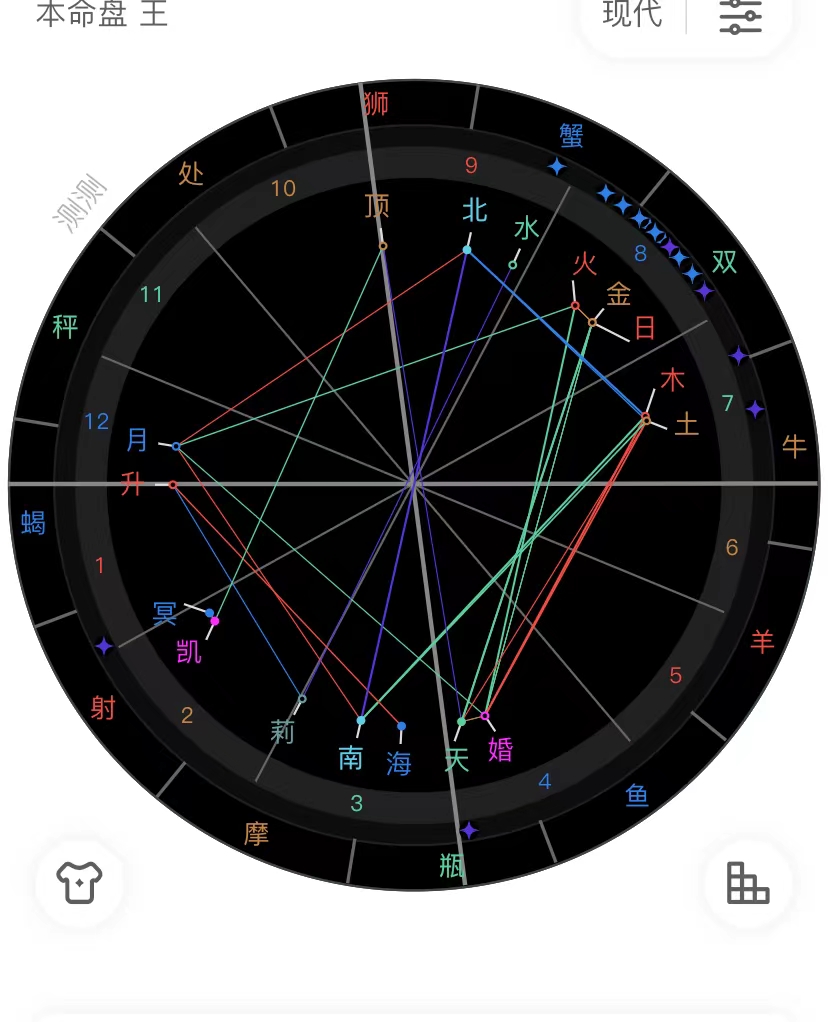 本命盘 王
现代
狮
蟹
处
9
10
测测
顶
北
水
8
双
火
11
金
秤
日
木
7
12
土
月
牛
升
蝎
6
1
冥
羊
凯
5
射
2
莉
南
海
天
婚
4
鱼
3
摩
瓶